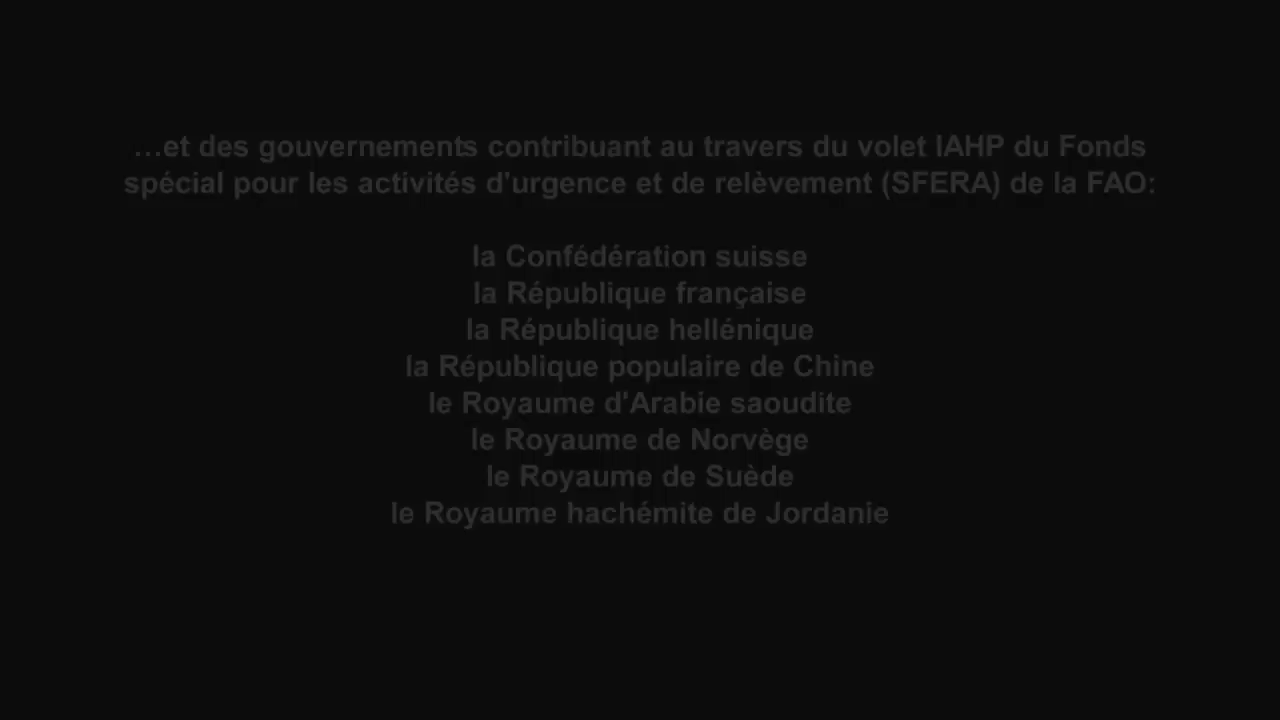 …et des gouvernements contribuant au travers du volet IAHP du Fonds
spécial pour les activités d'urgence et de relèvement (SFERA) de la FAO:
la Confédération suisse
la République française
la République hellénique
la République populaire de Chine
le Royaume d'Arabie saoudite
le Royaume de Norvège
le Royaume de Suède
le Royaume hachémite de Jordanie